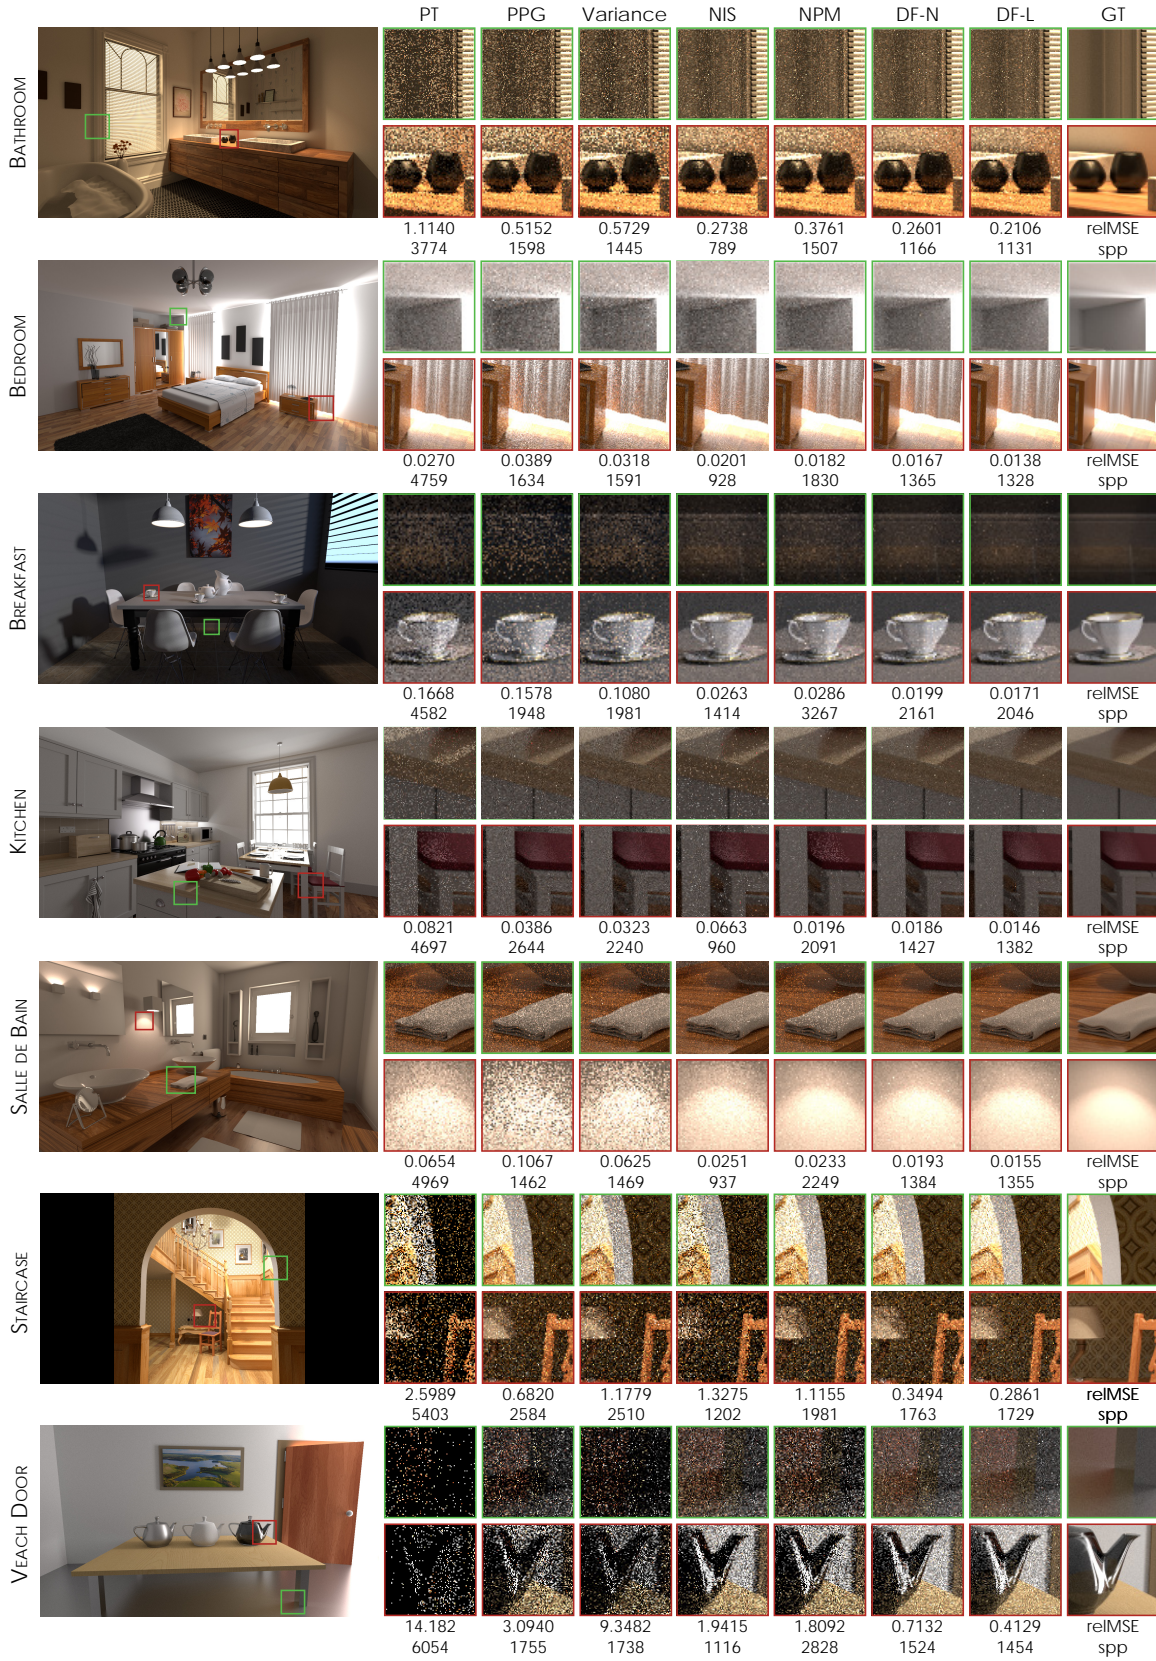 PT PPG Variance NIS NPM DF-N DF-L GT
BATHROOM
1.1140 0.5152 0.5729 0.2738 0.3761 0.2601 0.2106 relMSE
3774 1598 1445 789 1507 1166 1131 spp
BEDROOM
0.0270 0.0389 0.0318 0.0201 0.0182 0.0167 0.0138 relMSE
4759 1634 1591 928 1830 1365 1328 spp
BREAKFAST
0.1668 0.1578 0.1080 0.0263 0.0286 0.0199 0.0171 relMSE
4582 1948 1981 1414 3267 2161 2046 spp
KITCHEN
0.0821 0.0386 0.0323 0.0663 0.0196 0.0186 0.0146 relMSE
4697 2644 2240 960 2091 1427 1382 spp
SALLE DE BAIN
0.0654 0.1067 0.0625 0.0251 0.0233 0.0193 0.0155 relMSE
4969 1462 1469 937 2249 1384 1355 spp
STAIRCASE
2.5989 0.6820 1.1779 1.3275 1.1155 0.3494 0.2861 relMSE
5403 2584 2510 1202 1981 1763 1729 spp
VEACH DOOR
14.182 3.0940 9.3482 1.9415 1.8092 0.7132 0.4129 relMSE
6054 1755 1738 1116 2828 1524 1454 spp